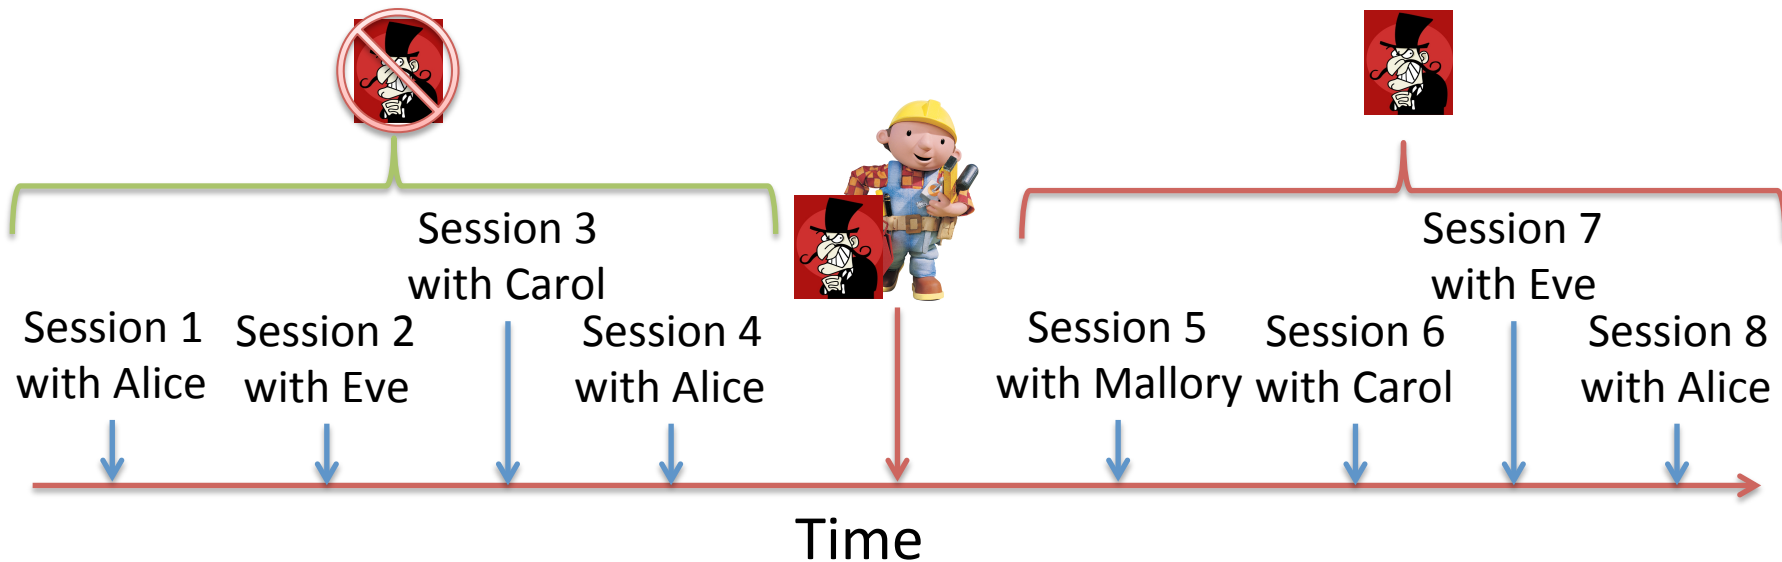 Session 1
with Alice
Session 2
with Eve
Session 3
with Carol
Session 4
with Alice
Session 5
with Mallory
Session 6
with Carol
Session 7
with Eve
Session 8
with Alice
Time